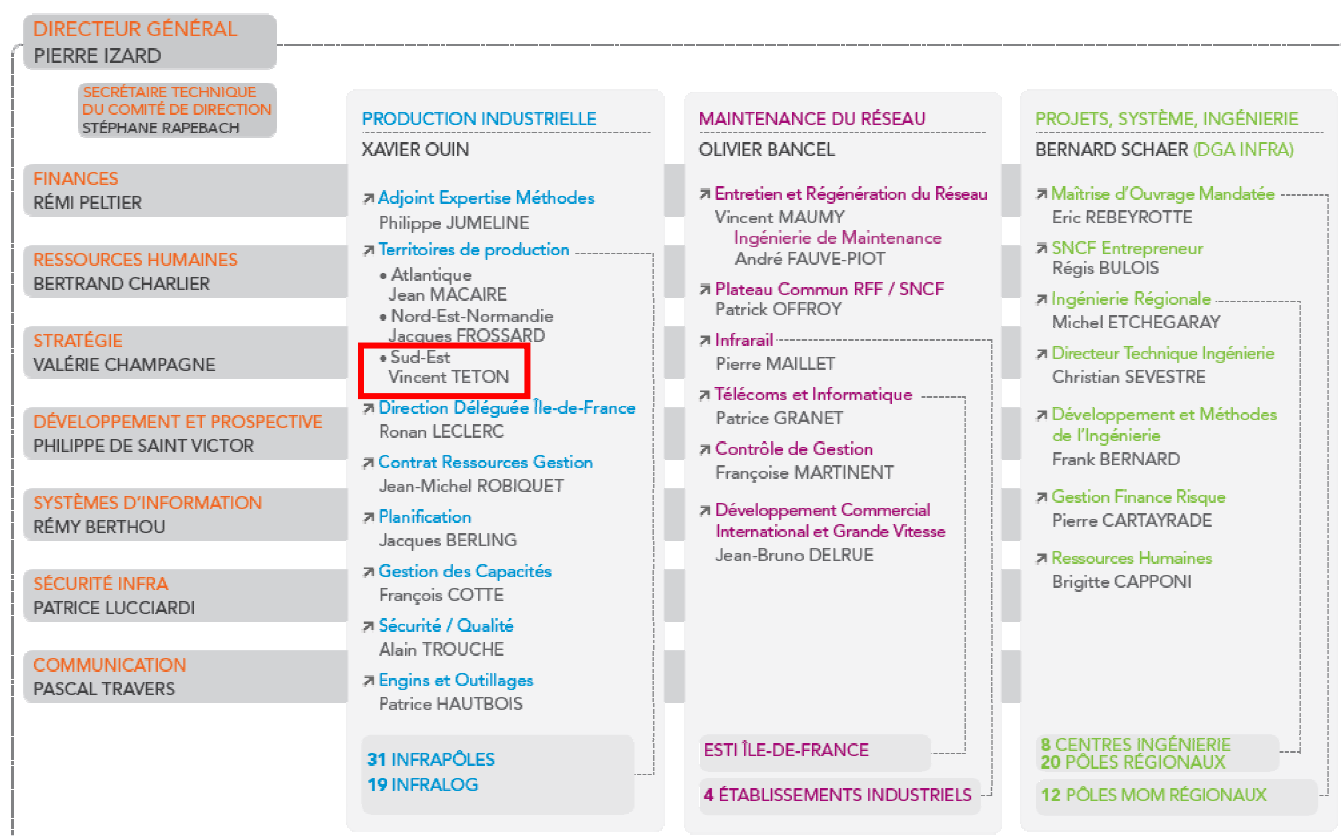 DIRECTEUR GÉNÉRAL
PIERRE IZARD
SECRÉTAIRE TECHNIQUE
DU COMITÉ DE DIRECTION
STÉPHANE RAPEBACH
FINANCES
RÉMI PELTIER
RESSOURCES HUMAINES
BERTRAND CHARLIER
STRATÉGIE
VALÉRIE CHAMPAGNE
DÉVELOPPEMENT ET PROSPECTIVE
PHILIPPE DE SAINT VICTOR
SYSTÈMES D'INFORMATION
RÉMY BERTHOU
SÉCURITÉ INFRA
PATRICE LUCCIARDI
COMMUNICATION
PASCAL TRAVERS
PRODUCTION INDUSTRIELLE
XAVIER OUIN
Adjoint Expertise Méthodes
Philippe JUMELINE
Territoires de production
• Atlantique
Jean MACAIRE
• Nord-Est-Normandie
Jacques FROSSARD
• Sud-Est
Vincent TETON
Direction Déléguée Île-de-France
Ronan LECLERC
Contrat Ressources Gestion
Jean-Michel ROBIQUET
Planification
Jacques BERLING
Gestion des Capacités
François COTTE
Sécurité / Qualité
Alain TROUCHE
Engins et Outillages
Patrice HAUTBOIS
31 INFRAPÔLES
19 INFRALOG
MAINTENANCE DU RÉSEAU
OLIVIER BANCEL
Entretien et Régénération du Réseau
Vincent MAUMY
Ingénierie de Maintenance
André FAUVE-PIOT
Plateau Commun RFF / SNCF
Patrick OFFROY
Infrarail
Pierre MAILLET
Télécoms et Informatique
Patrice GRANET
Contrôle de Gestion
Françoise MARTINENT
Développement Commercial
International et Grande Vitesse
Jean-Bruno DELRUE
ESTI ÎLE-DE-FRANCE
4 ÉTABLISSEMENTS INDUSTRIELS
PROJETS, SYSTÈME, INGÉNIERIE
BERNARD SCHAER (DGA INFRA)
Maîtrise d'Ouvrage Mandatée
Eric REBEYROTTE
SNCF Entrepreneur
Régis BULOIS
Ingénierie Régionale
Michel ETCHEGARAY
Directeur Technique Ingénierie
Christian SEVESTRE
Développement et Méthodes
de l'Ingénierie
Frank BERNARD
Gestion Finance Risque
Pierre CARTAYRADE
Ressources Humaines
Brigitte CAPPONI
8 CENTRES INGÉNIERIE
20 PÔLES RÉGIONAUX
12 PÔLES MOM RÉGIONAUX